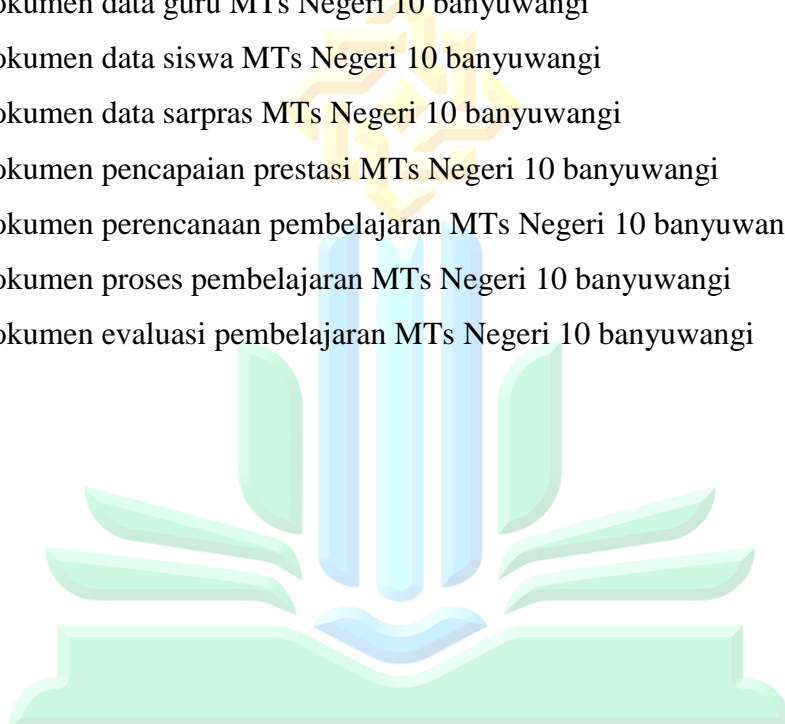 okumen data guru MTs Negeri 10 banyuwangi
okumen data siswa MTs Negeri 10 banyuwangi
okumen data sarpras MTs Negeri 10 banyuwangi
okumen pencapaian prestasi MTs Negeri 10 banyuwangi
okumen perencanaan pembelajaran MTs Negeri 10 banyuwan
okumen proses pembelajaran MTs Negeri 10 banyuwangi
okumen evaluasi pembelajaran MTs Negeri 10 banyuwangi